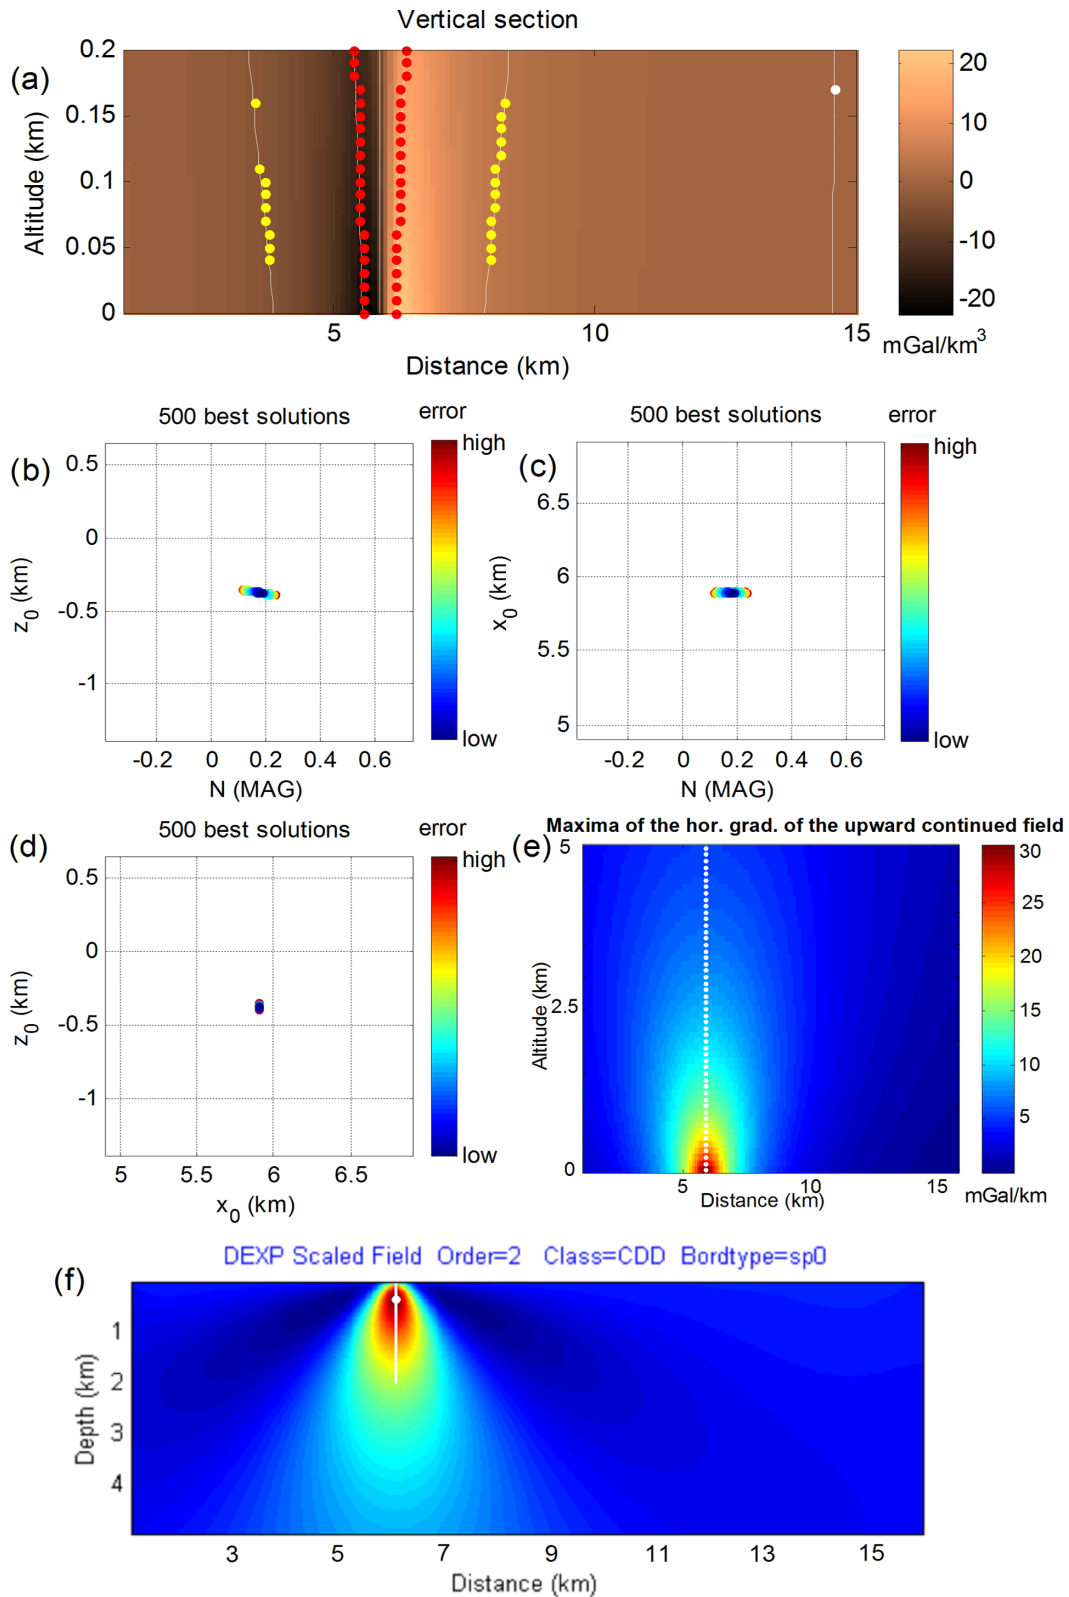 Vertical section
(a)
0.2
0.15
0.1
0.05
0
Altitude (km)
5
10
15
Distance (km)
20
10
0
-10
-20
mGal/km3
500 best solutions
error
(b)
0.5
0
-0.5
-1
z0 (km)
-0.2
0
0.2
0.4
0.6
N (MAG)
high
low
500 best solutions
error
(c)
6.5
6
5.5
5
x0 (km)
-0.2
0
0.2
0.4
0.6
N (MAG)
high
low
500 best solutions
error
(d)
0.5
0
-0.5
-1
z0 (km)
5
5.5
6
6.5
x0 (km)
high
low
(e)
Maxima of the hor. grad. of the upward continued field
5
2.5
0
Altitude (km)
5
10
15
Distance (km)
30
25
20
15
10
5
mGal/km
DEXP Scaled Field Order=2 Class=CDD Bordtype=sp0
(f)
1
2
3
4
Depth (km)
3
5
7
9
11
13
15
Distance (km)